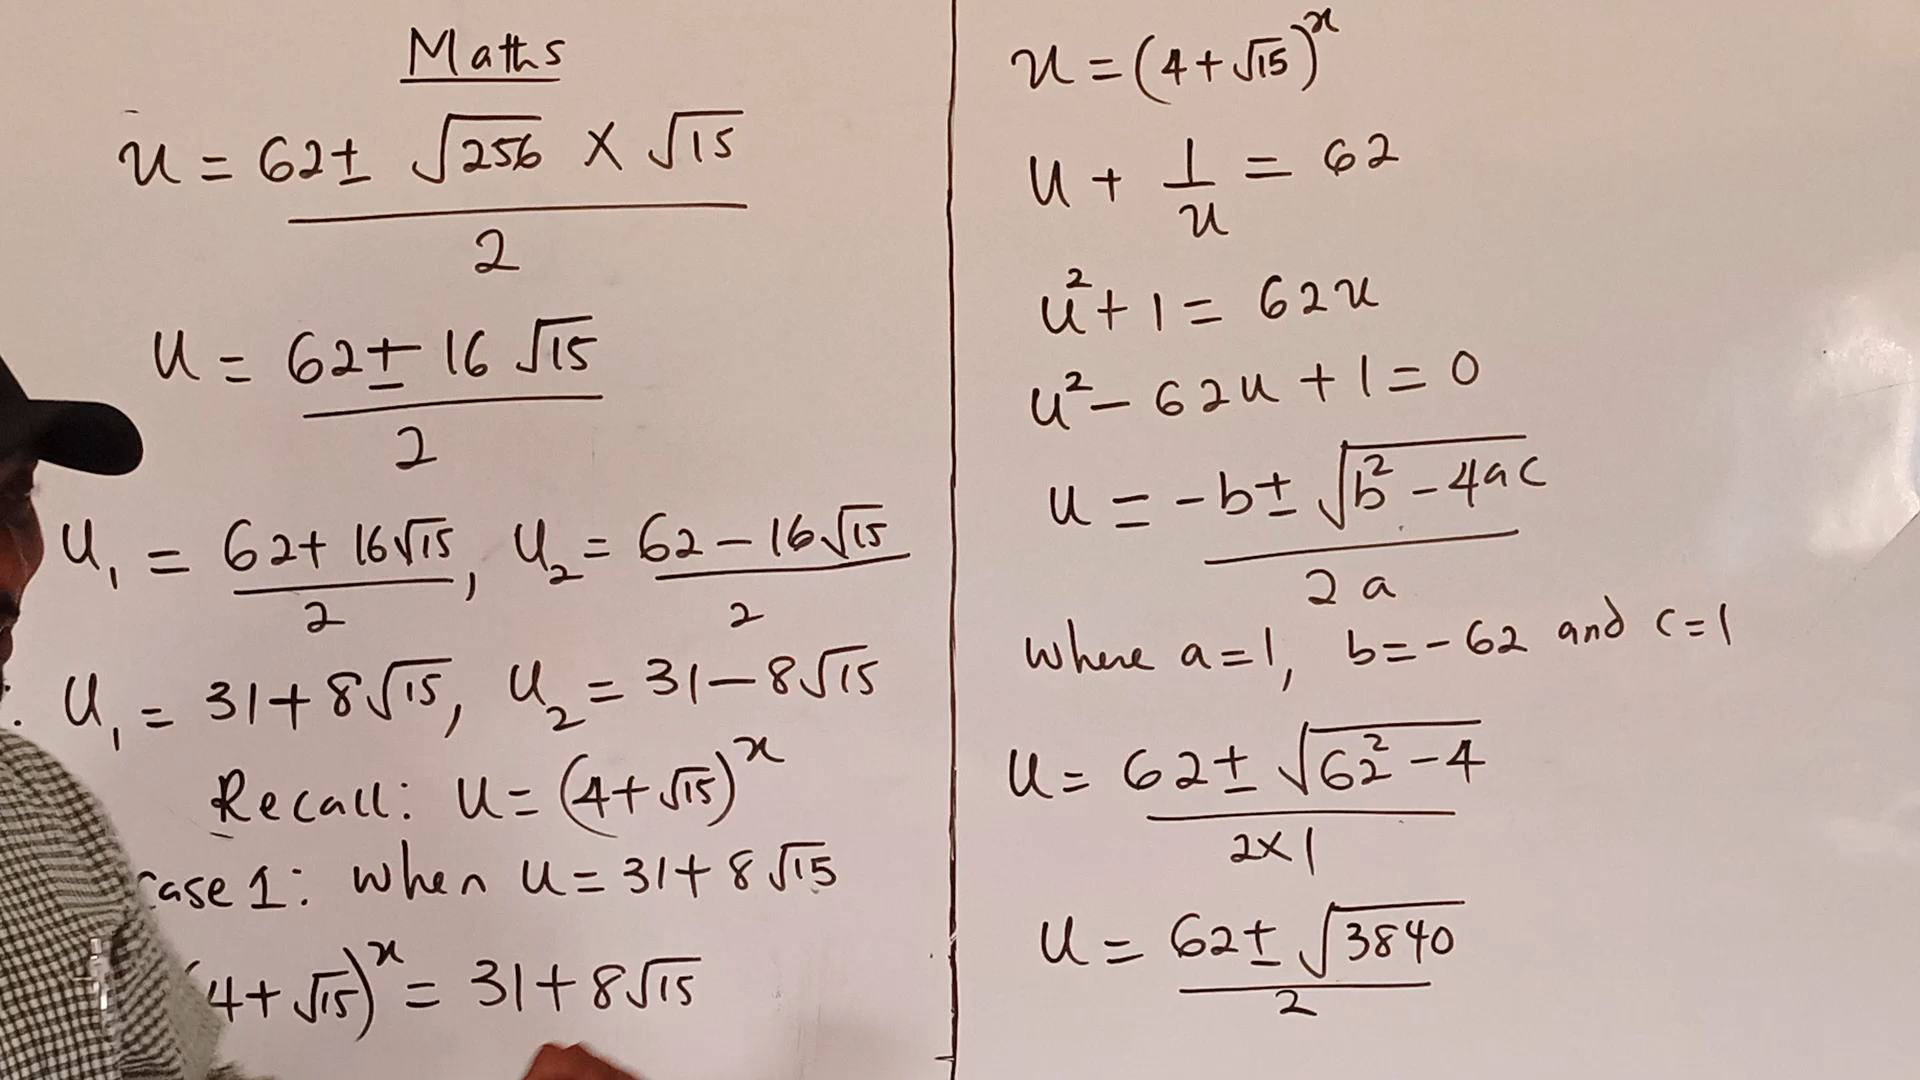 Maths
u = 62 ± √256 × √15 / 2
u = 62 ± 16 √15 / 2
u₁ = 62 + 16√15 / 2, u₂ = 62 − 16√15 / 2
: u₁ = 31 + 8√15, u₂ = 31 − 8√15
Recall: u = (4 + √15)^x
case 1: when u = 31 + 8√15
(4 + √15)^x = 31 + 8√15
u = (4 + √15)^x
u + 1/u = 62
u² + 1 = 62u
u² − 62u + 1 = 0
u = −b ± √b² − 4ac / 2a
where a = 1, b = −62 and c = 1
u = 62 ± √62² − 4 / 2×1
u = 62 ± √3840 / 2